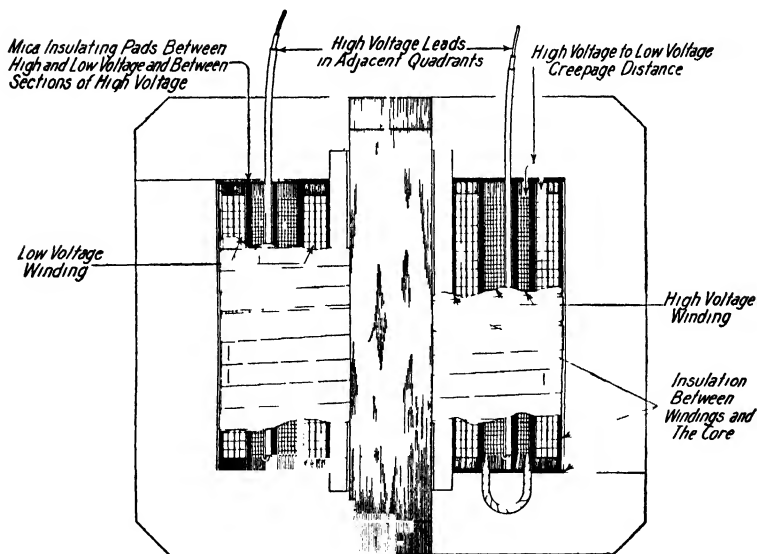 Mica Insulating Pads Between
High and Low Voltage and Between
Sections of High Voltage
High Voltage Leads
in Adjacent Quadrants
High Voltage to Low Voltage
Creepage Distance
Low Voltage
Winding
High Voltage
Winding
Insulation
Between
Windings and
The Core